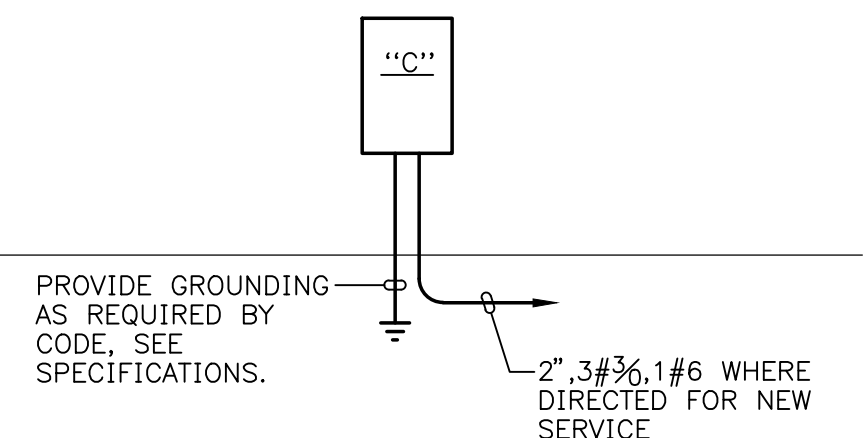 “C”
PROVIDE GROUNDING
AS REQUIRED BY
CODE, SEE
SPECIFICATIONS.
2”,3#3/0,1#6 WHERE
DIRECTED FOR NEW
SERVICE